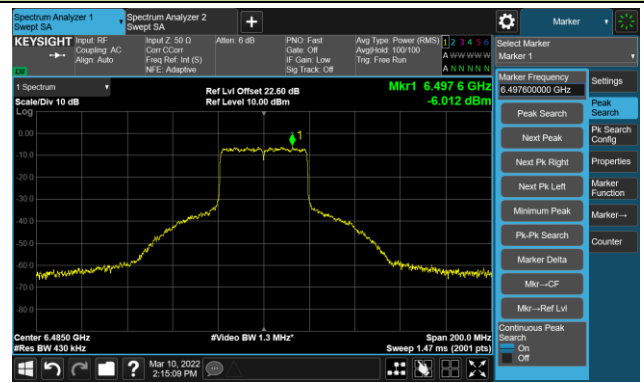 Spectrum Analyzer 1
Swept SA
Spectrum Analyzer 2
Swept SA
+
Marker
KEYSIGHT
Input: RF
Coupling: AC
Align: Auto
Input Z: 50 Ω
Corr CCorr
Freq Ref: Int (S)
NFE: Adaptive
Atten: 6 dB
PNO: Fast
Gate: Off
IF Gain: Low
Sig Track: Off
Avg Type: Power (RMS)
Avg|Hold: 100/100
Trig: Free Run
1 2 3 4 5 6
A W W W W W
A N N N N N
LV
Select Marker
Marker 1
1 Spectrum
Scale/Div 10 dB
Log
Ref Lvl Offset 22.60 dB
Ref Level 10.00 dBm
Mkr1 6.497 6 GHz
-6.012 dBm
1
0.00
-10.0
-20.0
-30.0
-40.0
-50.0
-60.0
-70.0
-80.0
Center 6.4850 GHz
#Res BW 430 kHz
#Video BW 1.3 MHz*
Span 200.0 MHz
Sweep 1.47 ms (2001 pts)
Marker Frequency
6.497600000 GHz
Peak Search
Next Peak
Next Pk Right
Next Pk Left
Minimum Peak
Pk-Pk Search
Marker Delta
Mkr→CF
Mkr→Ref Lvl
Continuous Peak
Search
On
Off
Settings
Peak
Search
Pk Search
Config
Properties
Marker
Function
Marker→
Counter
?
Mar 10, 2022
2:15:09 PM